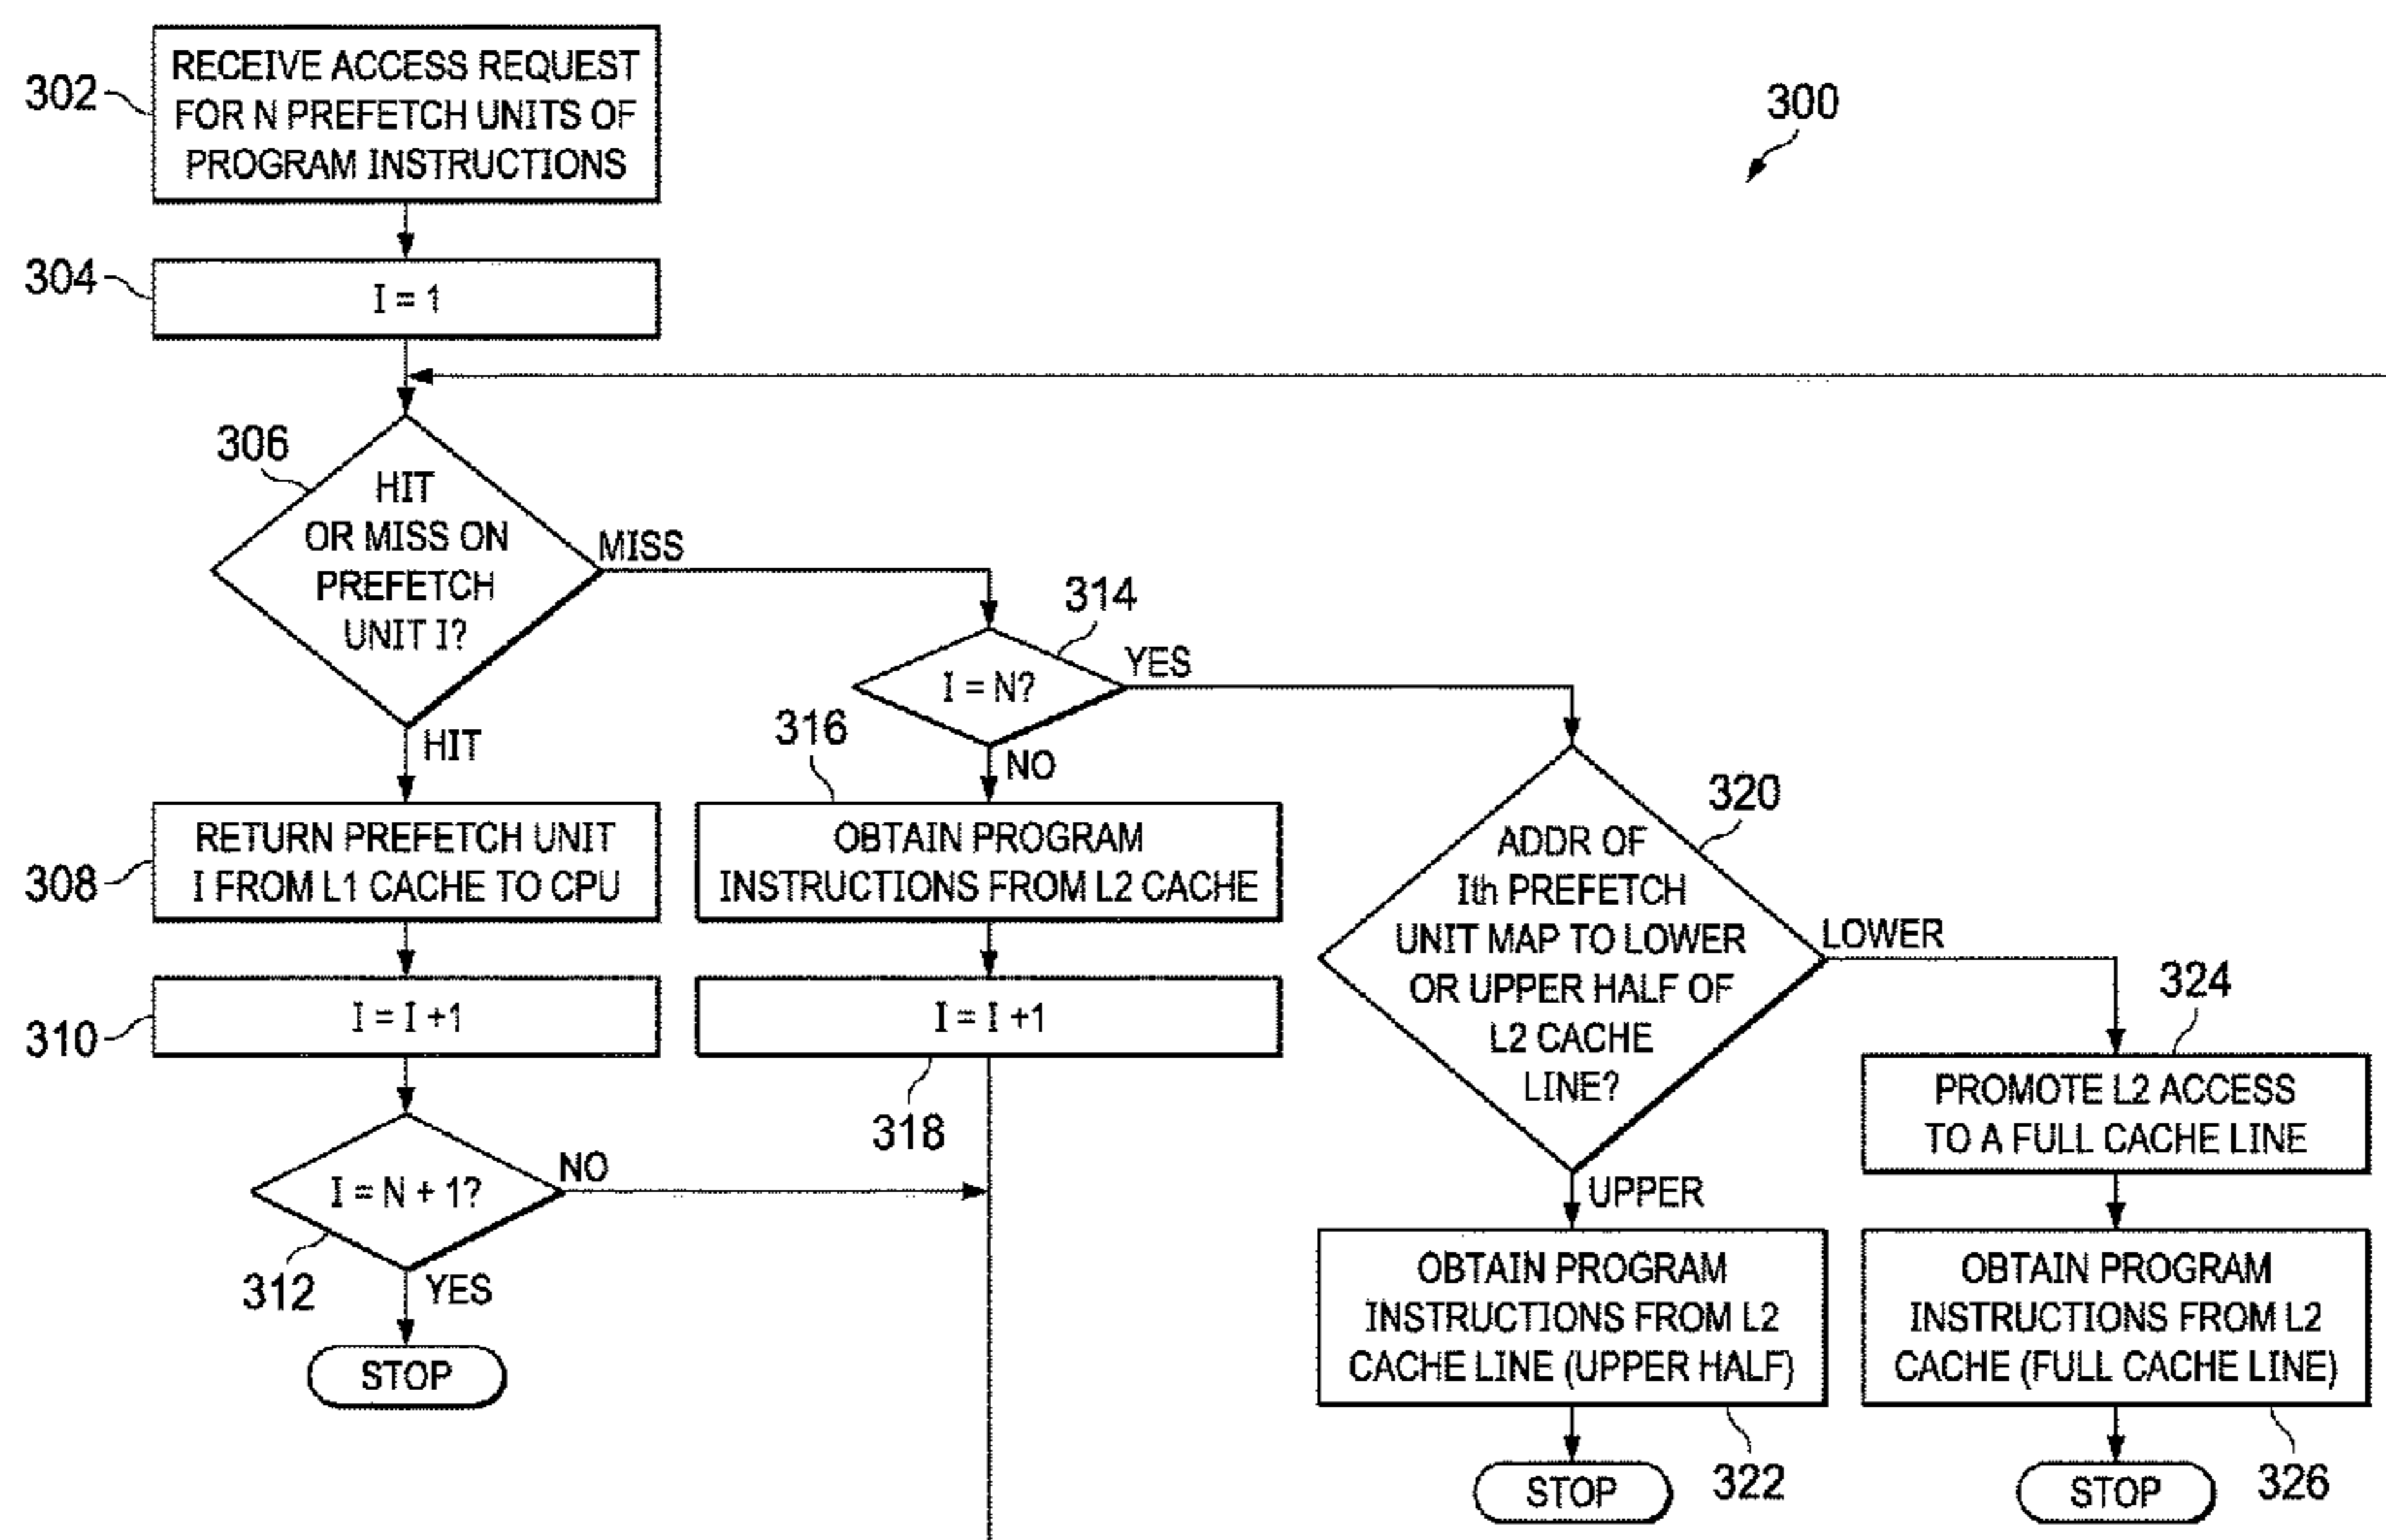 302
RECEIVE ACCESS REQUEST
FOR N PREFETCH UNITS OF
PROGRAM INSTRUCTIONS
300
304
I = 1
306
HIT
OR MISS ON
PREFETCH
UNIT I?
MISS
HIT
314
I = N?
YES
NO
308
RETURN PREFETCH UNIT
I FROM L1 CACHE TO CPU
316
OBTAIN PROGRAM
INSTRUCTIONS FROM L2 CACHE
310
I = I +1
I = I +1
318
312
I = N + 1?
NO
YES
STOP
320
ADDR OF
Ith PREFETCH
UNIT MAP TO LOWER
OR UPPER HALF OF
L2 CACHE
LINE?
LOWER
UPPER
324
PROMOTE L2 ACCESS
TO A FULL CACHE LINE
OBTAIN PROGRAM
INSTRUCTIONS FROM L2
CACHE LINE (UPPER HALF)
322
STOP
OBTAIN PROGRAM
INSTRUCTIONS FROM L2
CACHE (FULL CACHE LINE)
326
STOP